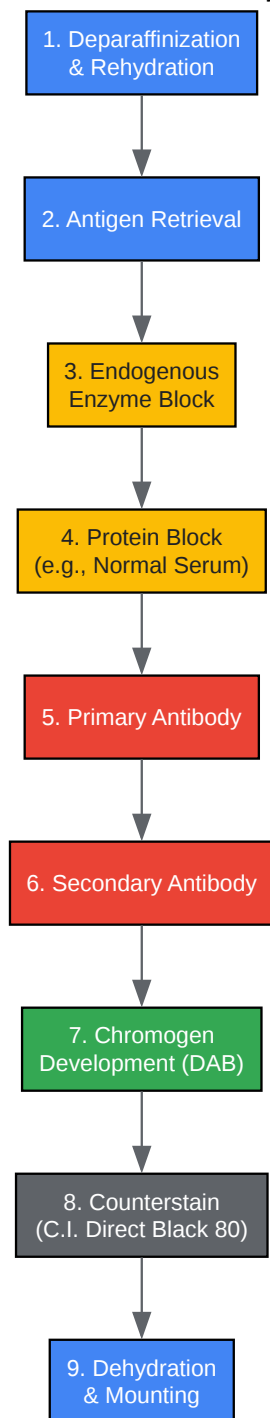 1. Deparaffinization
& Rehydration
2. Antigen Retrieval
3. Endogenous
Enzyme Block
4. Protein Block
(e.g., Normal Serum)
5. Primary Antibody
6. Secondary Antibody
7. Chromogen
Development (DAB)
8. Counterstain
(C.I. Direct Black 80)
9. Dehydration
& Mounting